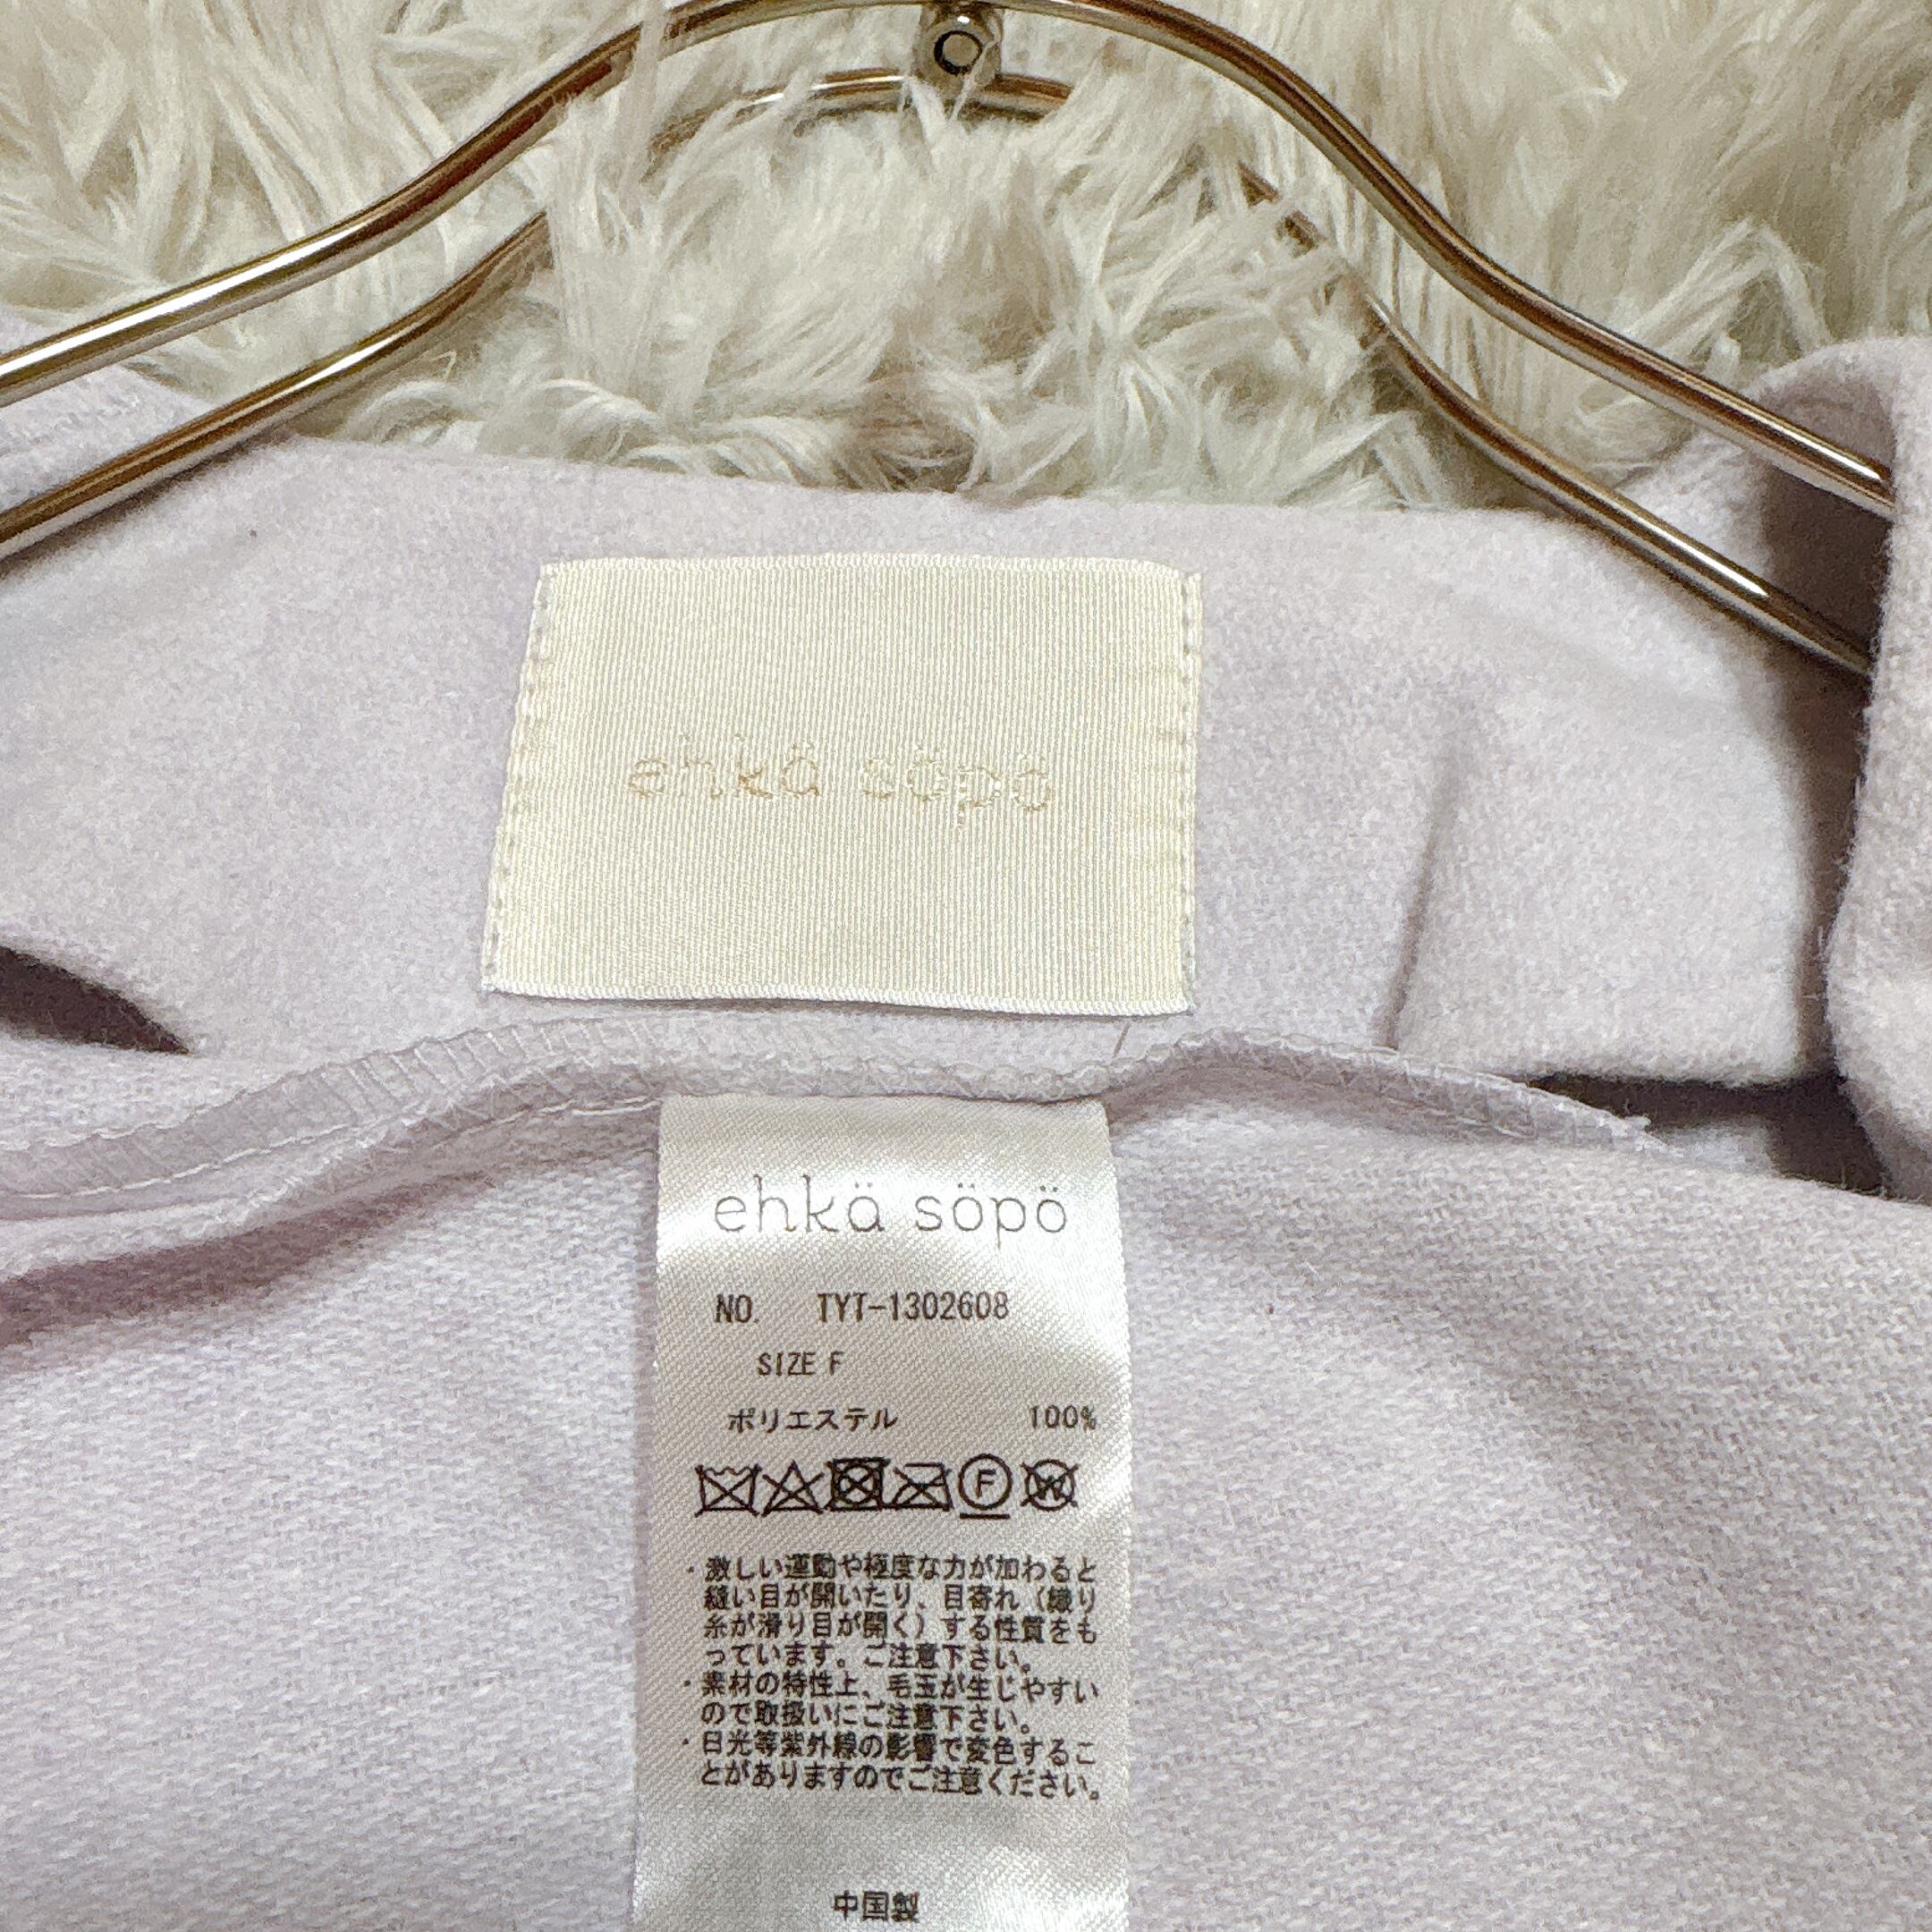 ehkä söpö
ehkä söpö
NO. TYT-1302608
SIZE F
ポリエステル 100%
F W
・激しい運動や極度な力が加わると
縫い目が開いたり、目寄れ（織り
糸が滑り目が開く）する性質をも
っています。ご注意下さい。
・素材の特性上、毛玉が生じやすい
ので取扱いにご注意下さい。
・日光等紫外線の影響で変色するこ
とがありますのでご注意ください。
中国製